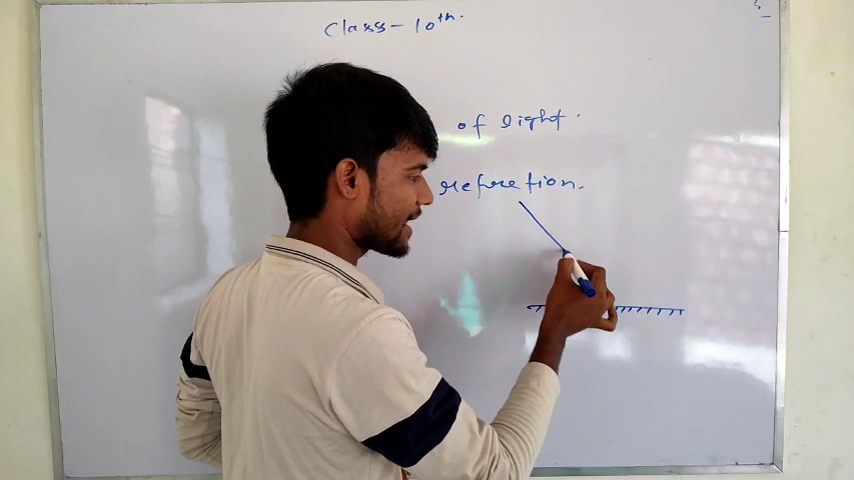 Class-10th.
of light.
refraction.